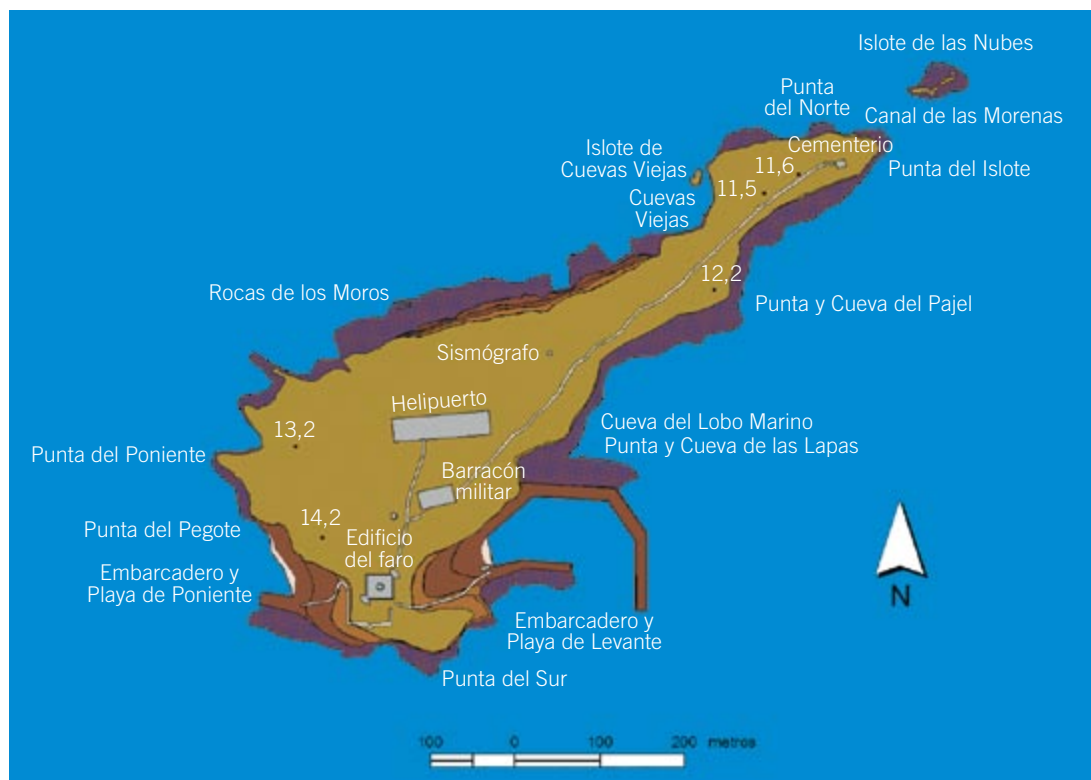 Islote de las Nubes
Punta
del Norte
Canal de las Morenas
Cementerio
Islote de
Cuevas Viejas
11,6
Punta del Islote
11,5
Cuevas
Viejas
12,2
Rocas de los Moros
Punta y Cueva del Pajel
Sismógrafo
Helipuerto
13,2
Cueva del Lobo Marino
Punta y Cueva de las Lapas
Punta del Poniente
Barracón
militar
14,2
Punta del Pegote
Edificio
del faro
Embarcadero y
Playa de Poniente
N
Embarcadero y
Playa de Levante
Punta del Sur
100 0 100 200 metros